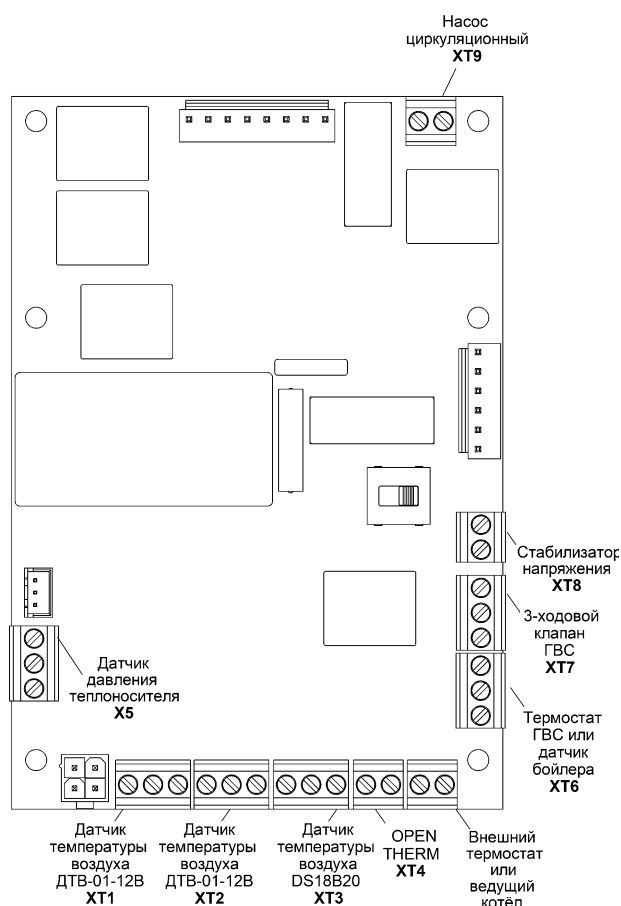 Насос
циркуляционный
XT9
Стабилизатор
напряжения
XT8
3-ходовой
клапан
ГВС
XT7
Датчик
давления
теплоносителя
X5
Термостат
ГВС или
датчик
бойлера
XT6
Датчик
температуры
воздуха
ДТВ-01-12В
XT1
Датчик
температуры
воздуха
ДТВ-01-12В
XT2
Датчик
температуры
воздуха
DS18B20
XT3
OPEN
THERM
XT4
Внешний
термостат
или
ведущий
котёл